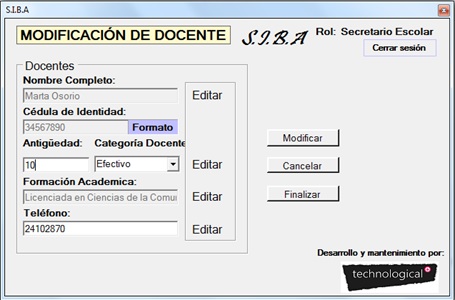 S.I.B.A
MODIFICACIÓN DE DOCENTE
S.I.B.A
Rol: Secretario Escolar
Cerrar sesión
Docentes
Nombre Completo:
Marta Osorio
Editar
Cédula de Identidad:
34567890
Formato
Antigüedad:
Categoría Docente
10
Efectivo
Editar
Formación Academica:
Licenciada en Ciencias de la Comu
Editar
Teléfono:
24102870
Editar
Modificar
Cancelar
Finalizar
Desarrollo y mantenimiento por:
technological